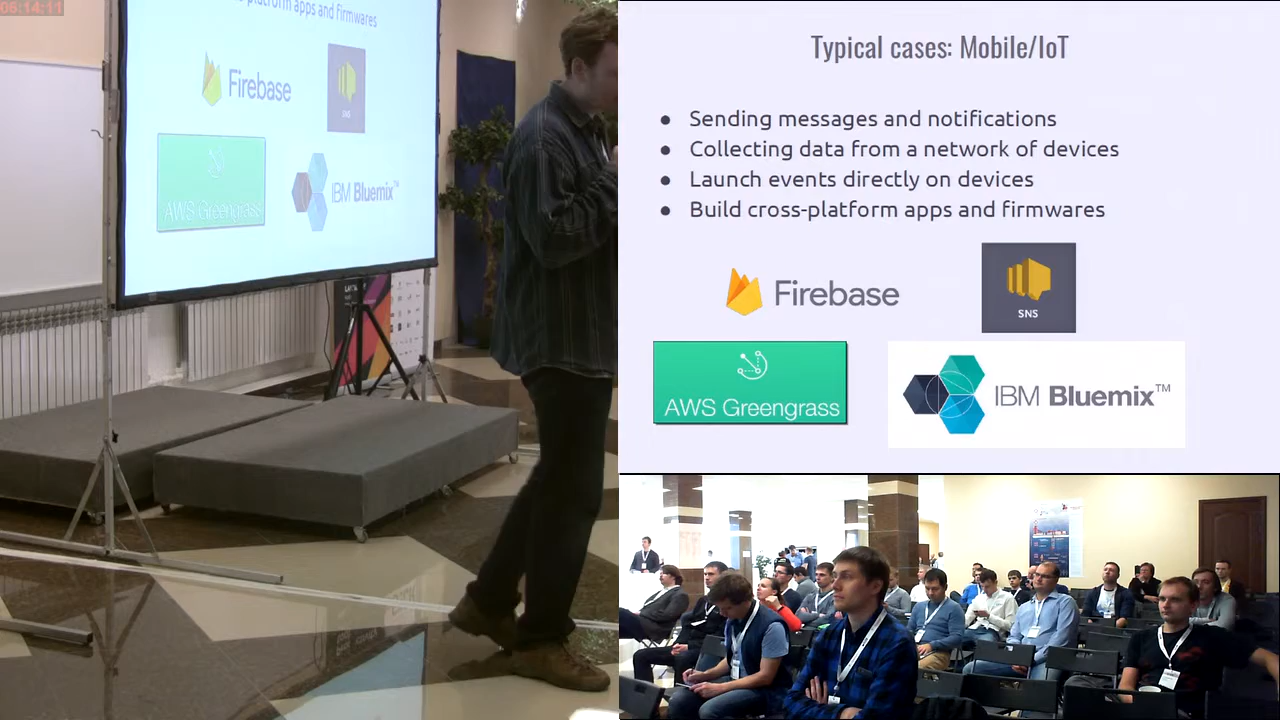 06:14:11
platform apps and firmwares
Firebase
SNS
AWS Greengrass
IBM Bluemix™
Typical cases: Mobile/IoT
● Sending messages and notifications
● Collecting data from a network of devices
● Launch events directly on devices
● Build cross-platform apps and firmwares
Firebase
SNS
AWS Greengrass
IBM Bluemix™